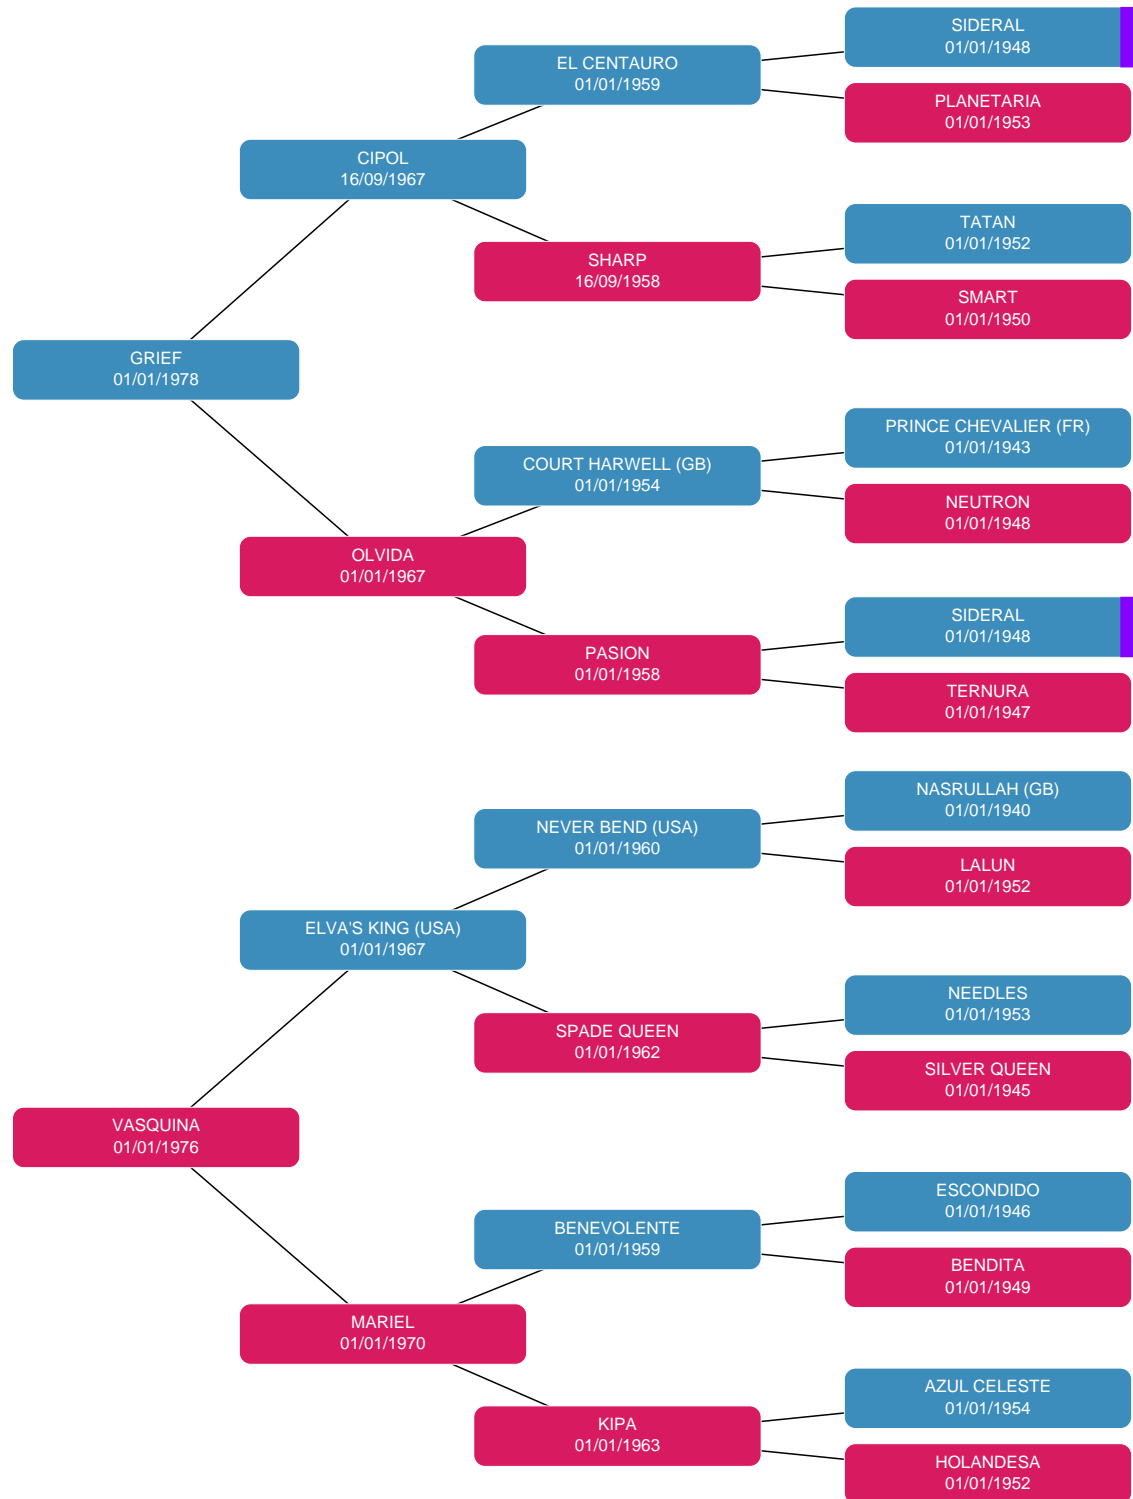 SIDERAL
01/01/1948
EL CENTAURO
01/01/1959
PLANETARIA
01/01/1953
CIPOL
16/09/1967
TATAN
01/01/1952
SHARP
16/09/1958
SMART
01/01/1950
GRIEF
01/01/1978
PRINCE CHEVALIER (FR)
01/01/1943
COURT HARWELL (GB)
01/01/1954
NEUTRON
01/01/1948
OLVIDA
01/01/1967
SIDERAL
01/01/1948
PASION
01/01/1958
TERNURA
01/01/1947
NASRULLAH (GB)
01/01/1940
NEVER BEND (USA)
01/01/1960
LALUN
01/01/1952
ELVA'S KING (USA)
01/01/1967
NEEDLES
01/01/1953
SPADE QUEEN
01/01/1962
SILVER QUEEN
01/01/1945
VASQUINA
01/01/1976
ESCONDIDO
01/01/1946
BENEVOLENTE
01/01/1959
BENDITA
01/01/1949
MARIEL
01/01/1970
AZUL CELESTE
01/01/1954
KIPA
01/01/1963
HOLANDESA
01/01/1952